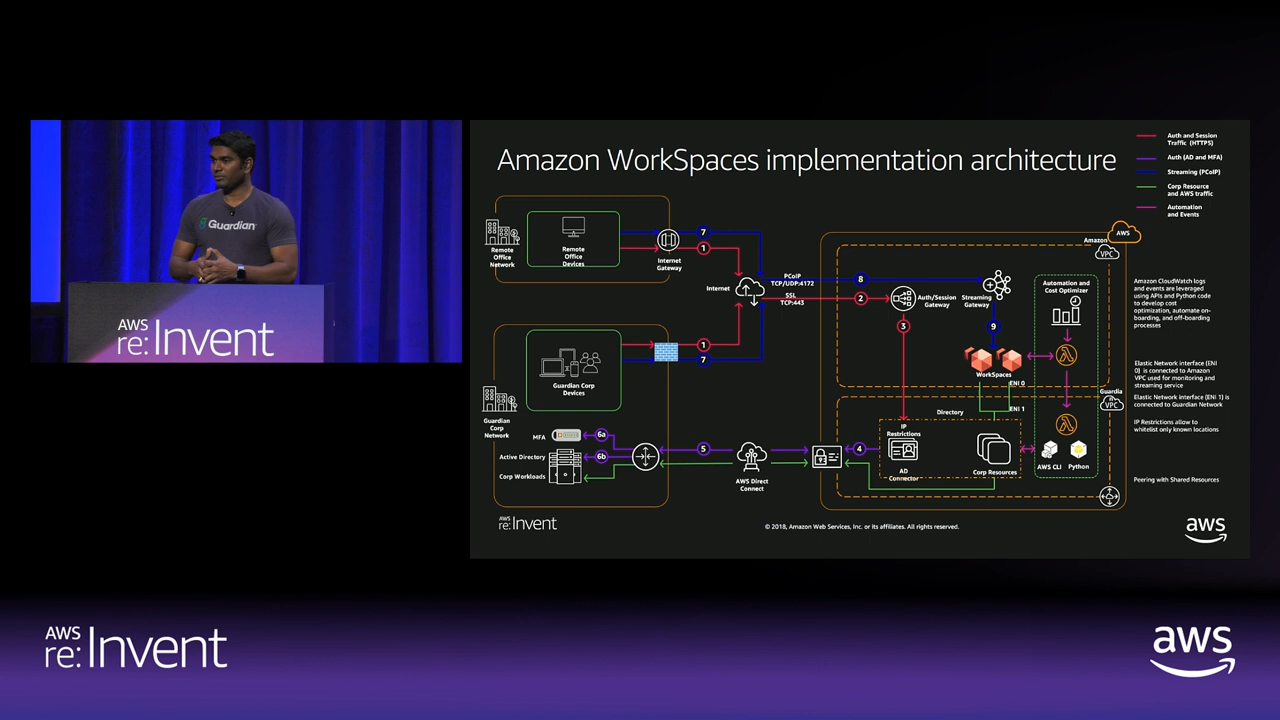 Guardian
AWS
re:Invent
Amazon WorkSpaces implementation architecture
Auth and Session
Traffic (HTTPS)
Auth (AD and MFA)
Streaming (PCoIP)
Corp Resource
and AWS traffic
Automation
and Events
Remote
Office
Network
Remote
Office
Devices
Internet
Gateway
7
1
Internet
PCoIP
TCP/UDP:4172
SSL
TCP:443
8
2
AWS
Amazon
VPC
Auth/Session
Gateway
Streaming
Gateway
3
9
WorkSpaces
ENI 0
ENI 1
Automation and
Cost Optimizer
Amazon CloudWatch logs
and events are leveraged
using APIs and Python code
to develop cost
optimization, automate on-
boarding, and off-boarding
processes
Elastic Network interface (ENI
0) is connected to Amazon
VPC used for monitoring and
streaming service
Elastic Network interface (ENI 1) is
connected to Guardian Network
IP Restrictions allow to
whitelist only known locations
Peering with Shared Resources
Guardia
VPC
Guardian Corp
Devices
1
7
Guardian
Corp
Network
MFA
Active Directory
Corp Workloads
6a
6b
5
AWS Direct
Connect
4
Directory
IP
Restrictions
AD
Connector
Corp Resources
AWS CLI
Python
AWS
re:Invent
© 2018, Amazon Web Services, Inc. or its affiliates. All rights reserved.
aws
AWS
re:Invent
aws